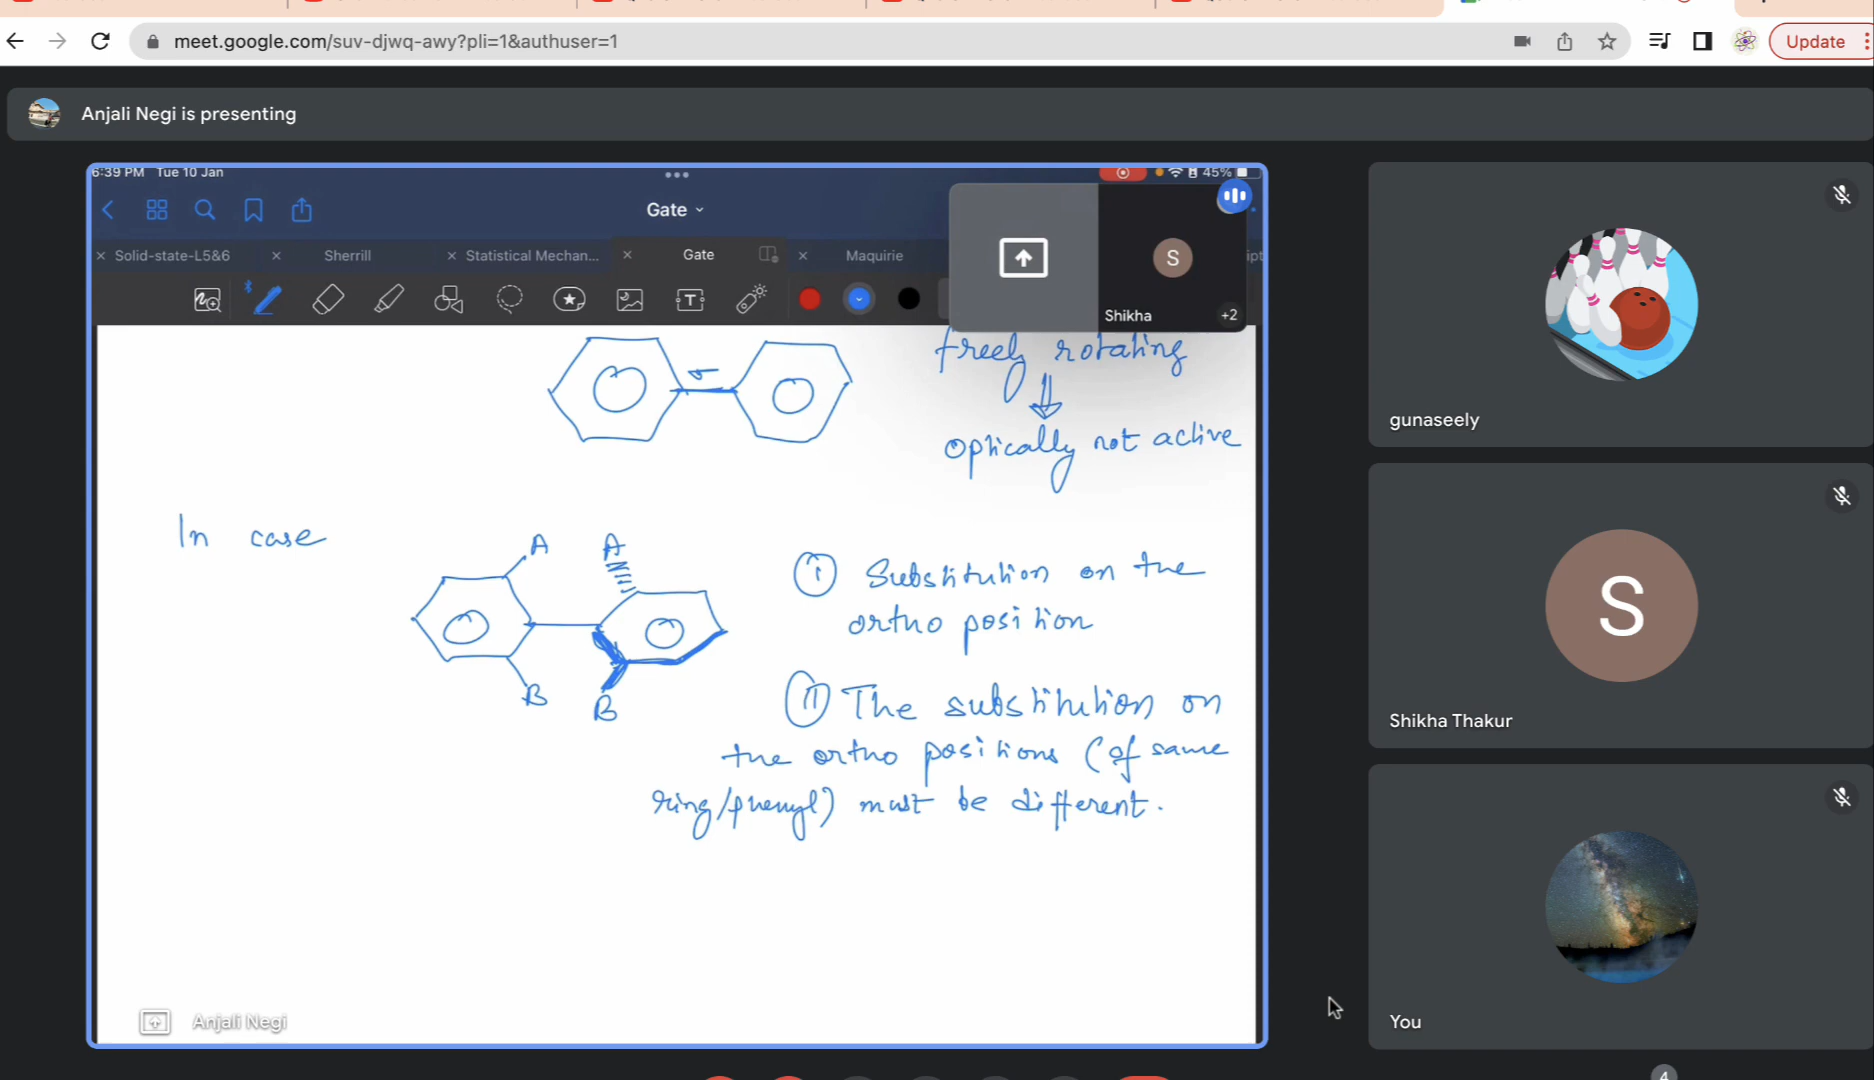 meet.google.com/suv-djwq-awy?pli=1&authuser=1
Update
Anjali Negi is presenting
6:39 PM Tue 10 Jan
45%
Gate
Solid-state-L5&6
Sherrill
Statistical Mechan...
Gate
Maquirie
ipt
S
Shikha
+2
σ
freely rotating
⇓
optically not active
In case
A
A
B
B
(i) Substitution on the
ortho position
(ii) The substitution on
the ortho positions (of same
ring/phenyl) must be different.
Anjali Negi
gunaseely
S
Shikha Thakur
You
4